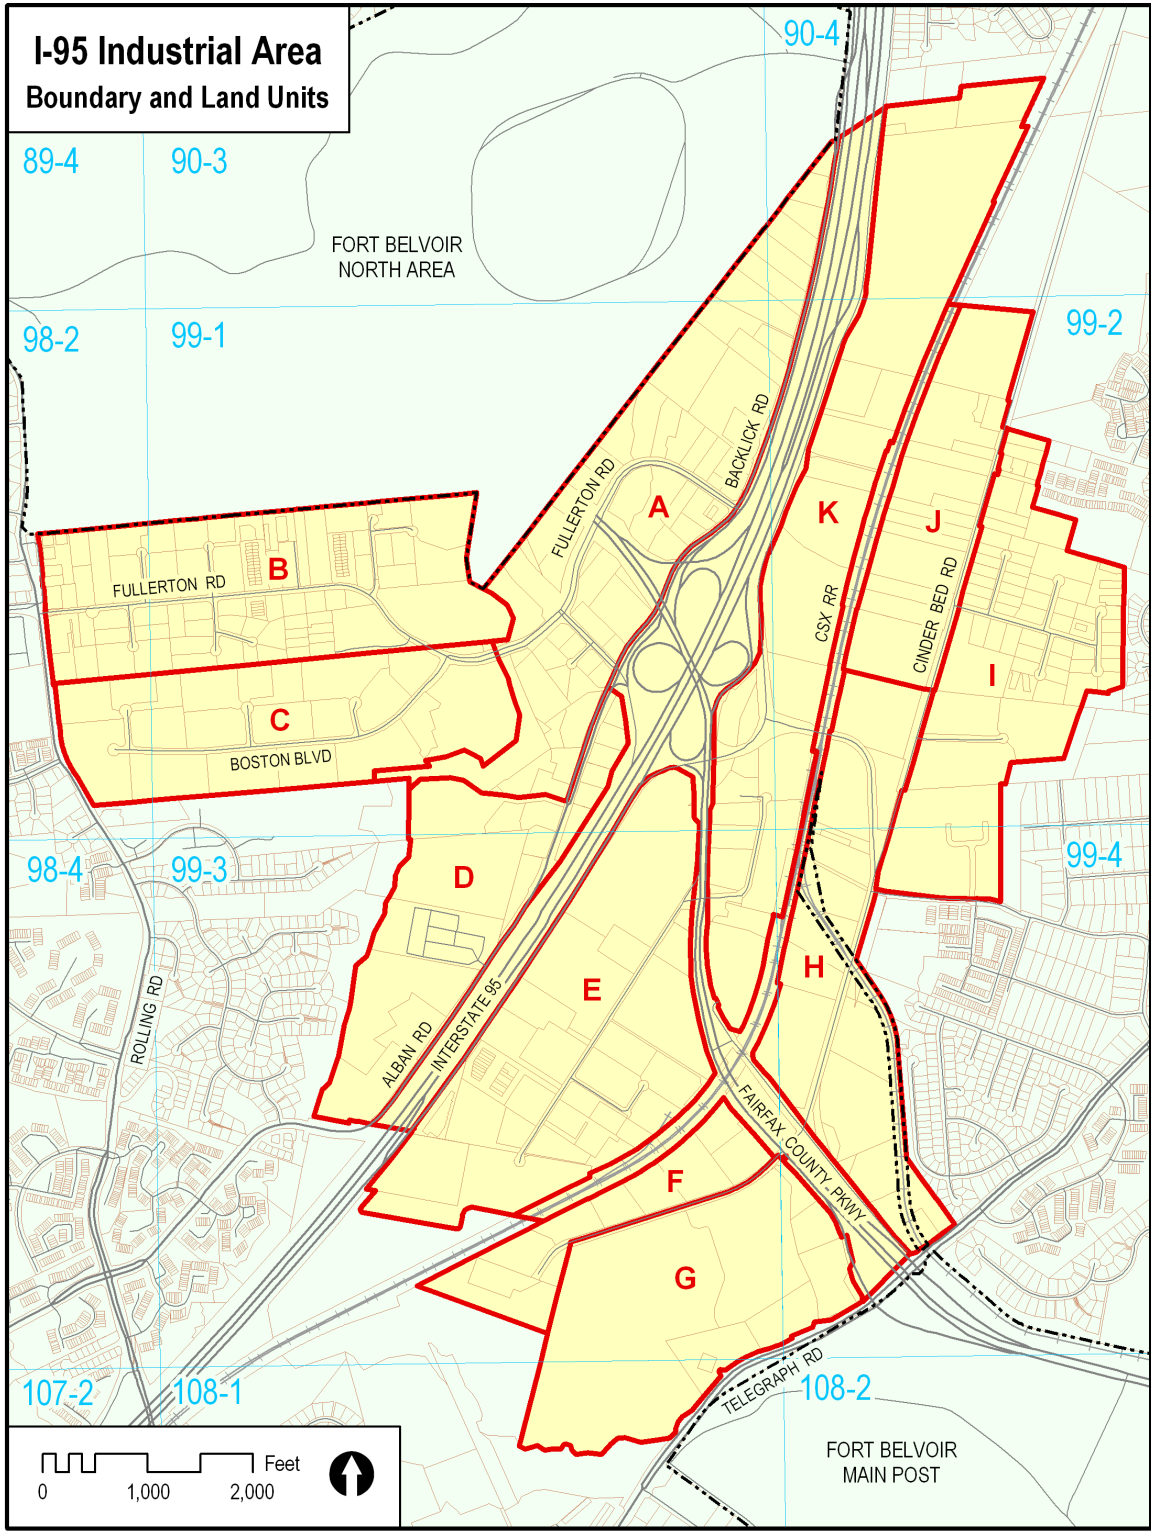 I-95 Industrial Area
Boundary and Land Units
90-4
89-4
90-3
FORT BELVOIR
NORTH AREA
98-2
99-1
99-2
BACKLICK RD
FULLERTON RD
A
K
J
B
FULLERTON RD
CSX RR
CINDER BED RD
I
C
BOSTON BLVD
98-4
99-3
D
99-4
H
E
ROLLING RD
ALBAN RD
INTERSTATE 95
FAIRFAX COUNTY PKWY
F
G
107-2
108-1
TELEGRAPH RD
108-2
FORT BELVOIR
MAIN POST
Feet
0
1,000
2,000